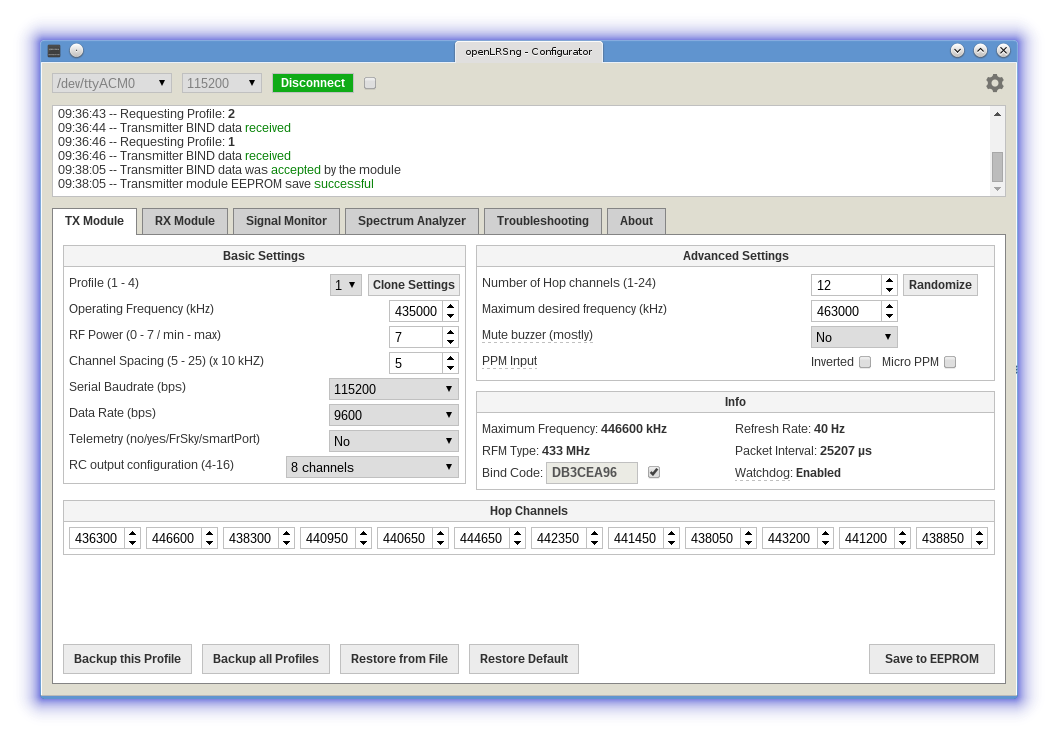 openLRSng - Configurator
/dev/ttyACM0 115200 Disconnect
09:36:43 -- Requesting Profile: 2
09:36:44 -- Transmitter BIND data received
09:36:46 -- Requesting Profile: 1
09:36:46 -- Transmitter BIND data received
09:38:05 -- Transmitter BIND data was accepted by the module
09:38:05 -- Transmitter module EEPROM save successful
TX Module RX Module Signal Monitor Spectrum Analyzer Troubleshooting About
Basic Settings
Profile (1 - 4) 1 Clone Settings
Operating Frequency (kHz) 435000
RF Power (0 - 7 / min - max) 7
Channel Spacing (5 - 25) (x 10 kHZ) 5
Serial Baudrate (bps) 115200
Data Rate (bps) 9600
Telemetry (no/yes/FrSky/smartPort) No
RC output configuration (4-16) 8 channels
Advanced Settings
Number of Hop channels (1-24) 12 Randomize
Maximum desired frequency (kHz) 463000
Mute buzzer (mostly) No
PPM Input Inverted Micro PPM
Info
Maximum Frequency: 446600 kHz Refresh Rate: 40 Hz
RFM Type: 433 MHz Packet Interval: 25207 µs
Bind Code: DB3CEA96 Watchdog: Enabled
Hop Channels
436300 446600 438300 440950 440650 444650 442350 441450 438050 443200 441200 438850
Backup this Profile Backup all Profiles Restore from File Restore Default Save to EEPROM